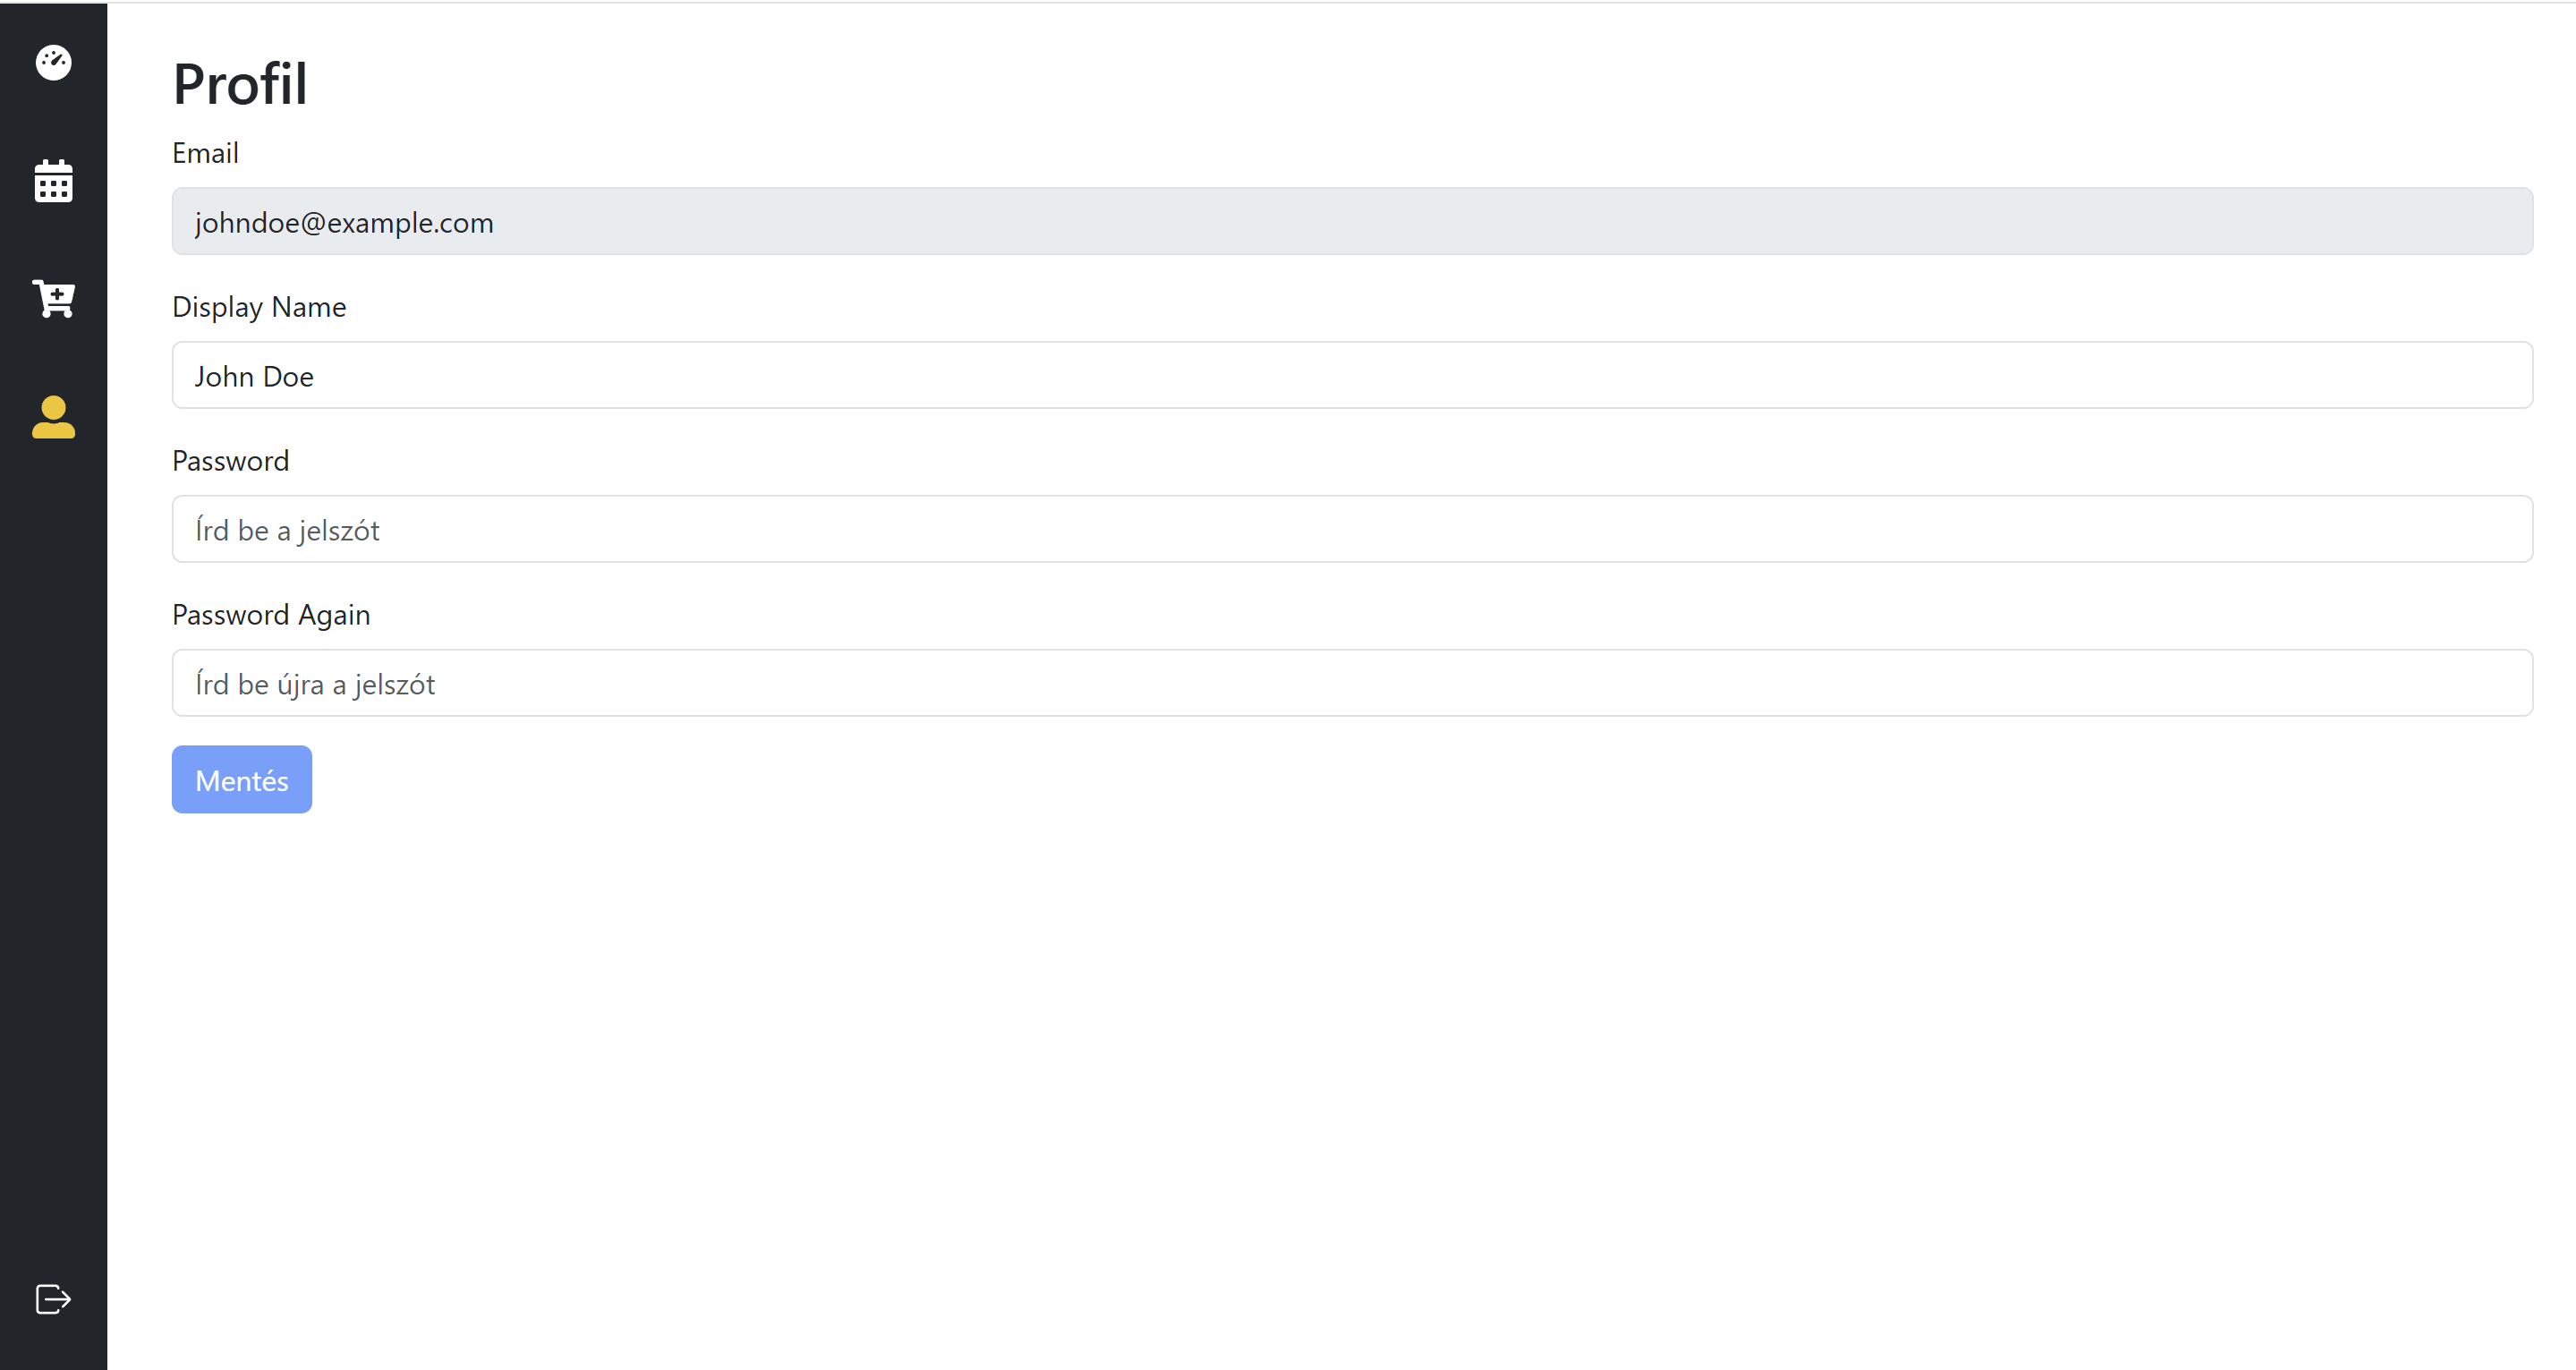 Profil
Email
johndoe@example.com
Display Name
John Doe
Password
Írd be a jelszót
Password Again
Írd be újra a jelszót
Mentés